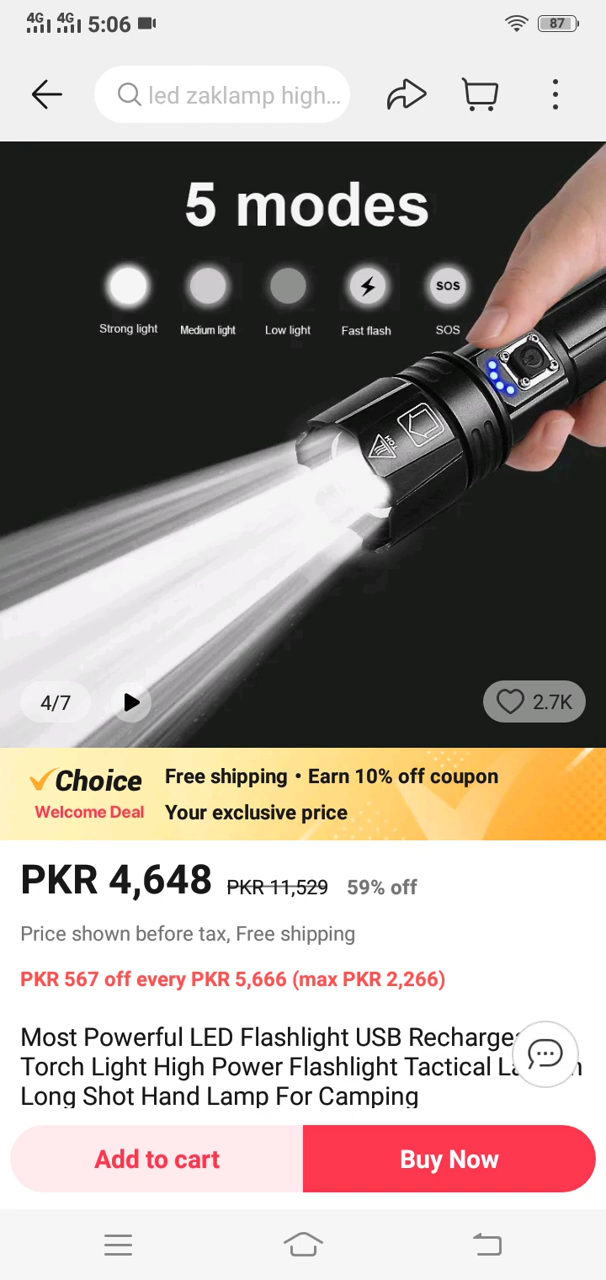 4G 4G 5:06 87
led zaklamp high...
5 modes
Strong light Medium light Low light Fast flash SOS
SOS
HOT
4/7
2.7K
Choice Free shipping • Earn 10% off coupon
Welcome Deal Your exclusive price
PKR 4,648 PKR 11,529 59% off
Price shown before tax, Free shipping
PKR 567 off every PKR 5,666 (max PKR 2,266)
Most Powerful LED Flashlight USB
Torch Light High Power Flashlight Tactical
Long Shot Hand Lamp For Camping
Add to cart Buy Now